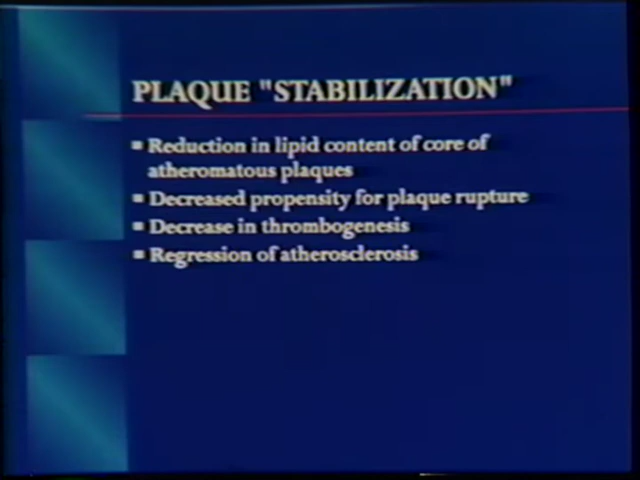 PLAQUE "STABILIZATION"
▪ Reduction in lipid content of core of
atheromatous plaques
▪ Decreased propensity for plaque rupture
▪ Decrease in thrombogenesis
▪ Regression of atherosclerosis